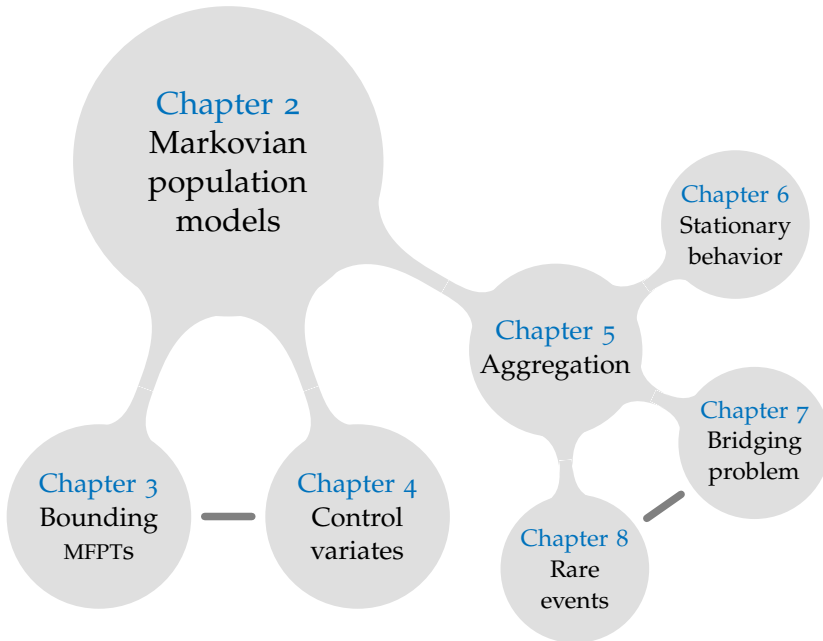 Chapter 2
Markovian
population
models
Chapter 6
Stationary
behavior
Chapter 5
Aggregation
Chapter 7
Bridging
problem
Chapter 3
Bounding
MFPTs
Chapter 4
Control
variates
Chapter 8
Rare
events